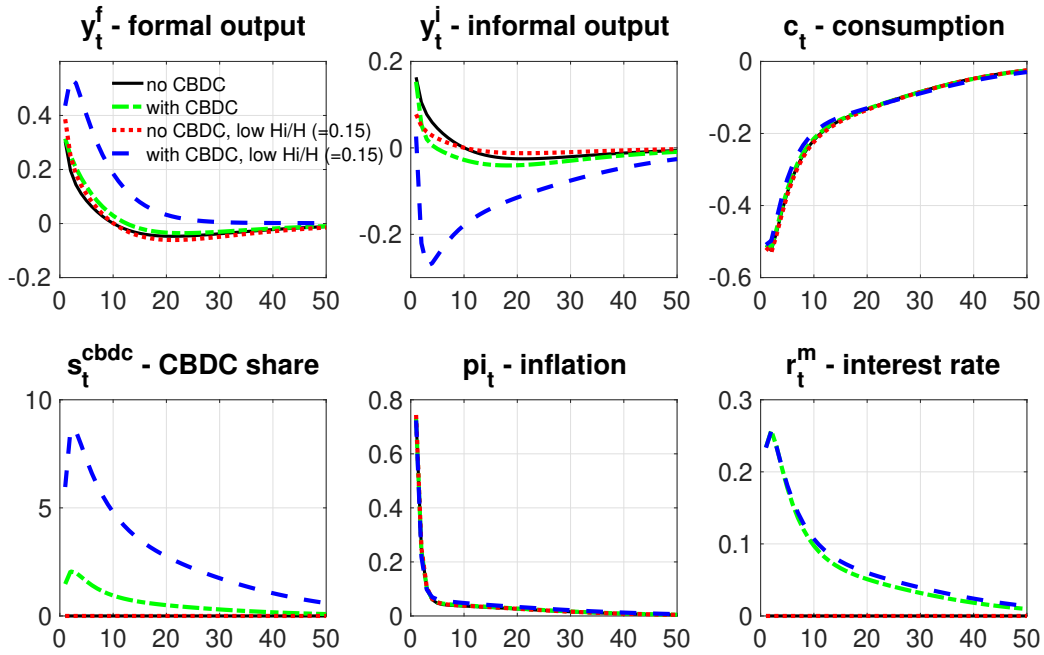 y_t^f - formal output
y_t^i - informal output
c_t - consumption
no CBDC
with CBDC
no CBDC, low Hi/H (=0.15)
with CBDC, low Hi/H (=0.15)
0.4
0.2
0
-0.2
0 10 20 30 40 50
0.2
0
-0.2
0 10 20 30 40 50
0
-0.2
-0.4
-0.6
0 10 20 30 40 50
s_t^cbdc - CBDC share
pi_t - inflation
r_t^m - interest rate
10
5
0
0 10 20 30 40 50
0.8
0.6
0.4
0.2
0
0 10 20 30 40 50
0.3
0.2
0.1
0
0 10 20 30 40 50